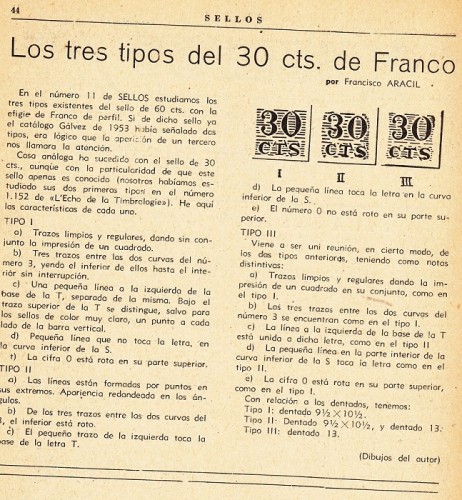 44
SELLOS
Los tres tipos del 30 cts. de Franco
por Francisco ARACIL
En el número 11 de SELLOS estudiamos los
tres tipos existentes del sello de 60 cts. con la
efigie de Franco de perfil. Si de dicho sello ya
el catálogo Gálvez de 1953 había señalado dos
tipos, era lógico que la aparición de un tercero
nos llamara la atención.
Cosa análoga ha sucedido con el sello de 30
cts., aunque con la particularidad de que este
sello apenas es conocido (nosotros habíamos es-
tudiado sus dos primeros tipos en el número
1.152 de «L'Echo de la Timbrologie»). He aquí
las características de cada uno.
TIPO I
a) Trazos limpios y regulares, dando sin con-
junto la impresión de un cuadrado.
b) Tres trazos entre las dos curvas del nú-
mero 3, yendo el inferior de ellos hasta el inte-
rior sin interrupción.
c) Una pequeña línea a la izquierda de la
base de la T, separada de la misma. Bajo el
trazo superior de la T se distingue, salvo para
los sellos de color muy claro, un punto a cada
lado de la barra vertical.
d) Pequeña línea que no toca la letra, en
la curva inferior de la S.
e) La cifra 0 está rota en su parte superior.
TIPO II
a) Las líneas están formados por puntos en
sus extremos. Apariencia redondeada en los án-
gulos.
b) De los tres trazos entre las dos curvas del
3, el inferior está roto.
c) El pequeño trazo de la izquierda toca la
base de la letra T.
30 CTS
30 CTS
30 CTS
I
II
III
d) La pequeña línea toca la letra en la curva
inferior de la S.
e) El número 0 no está roto en su parte su-
perior.
TIPO III
Viene a ser uni reunión, en cierto modo, de
los dos tipos anteriores, teniendo como notas
distintivas:
a) Trazos limpios y regulares dando la im-
presión de un cuadrado en su conjunto, como en
el tipo I.
b) Los tres trazos entre las dos curvas del
número 3 se encuentran como en el tipo I.
c) La línea a izquierda de la base de la T
está unida a dicha letra, como en el tipo II
d) La pequeña línea en la parte inferior de la
curva inferior de la S toca la letra como en el tipo
II.
e) La cifra 0 está rota en su parte superior,
como en el tipo I.
Con relación a los dentados, tenemos:
Tipo I: dentado 9½ X 10½.
Tipo II: Dentado 9½ X 10½, y dentado 13.
Tipo III: dentado 13.
(Dibujos del autor)